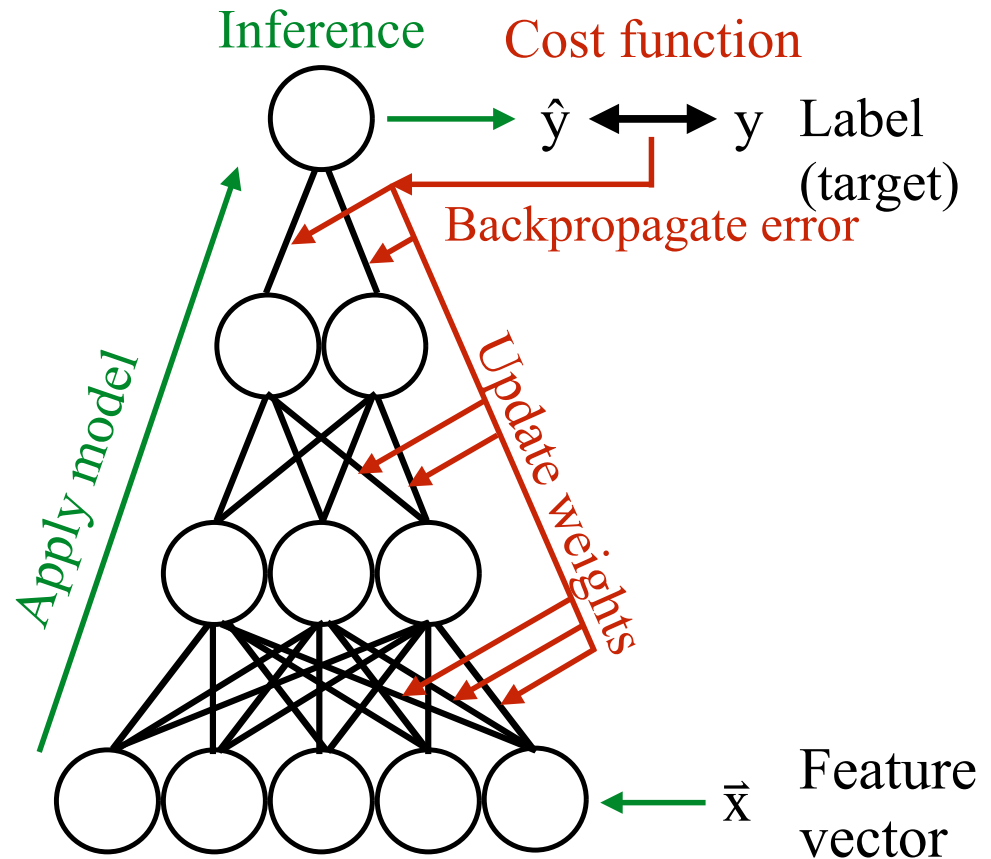 Inference
Cost function
ŷ
y
Label
(target)
Backpropagate error
Apply model
Update weights
x⃗
Feature
vector